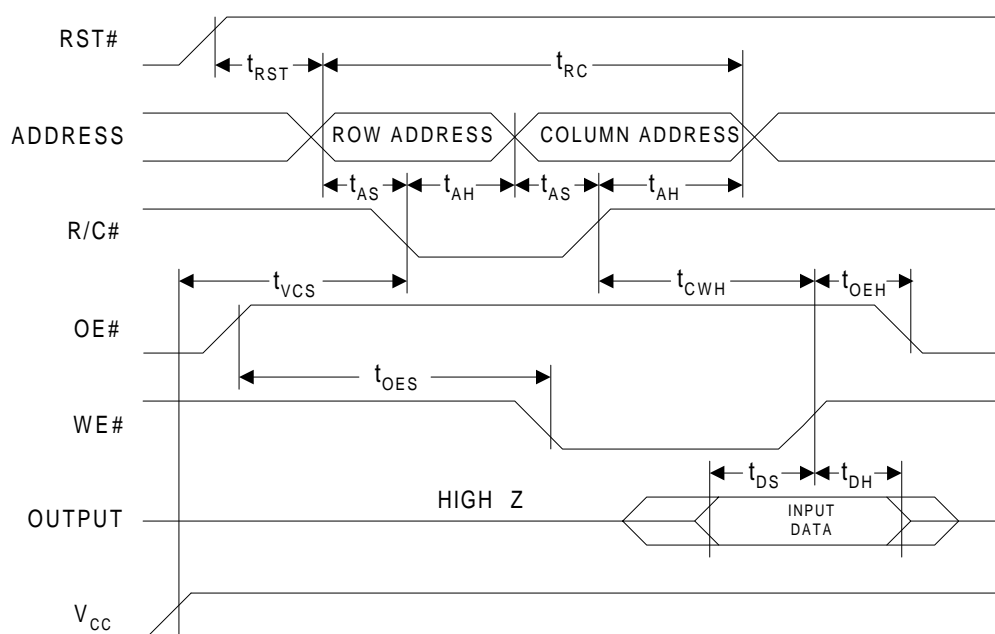 RST#
tRST tRC
ADDRESS ROW ADDRESS COLUMN ADDRESS
tAS tAH tAS tAH
R/C#
tVCS tCWH tOEH
OE#
tOES
WE#
tDS tDH
OUTPUT HIGH Z INPUT
DATA
VCC